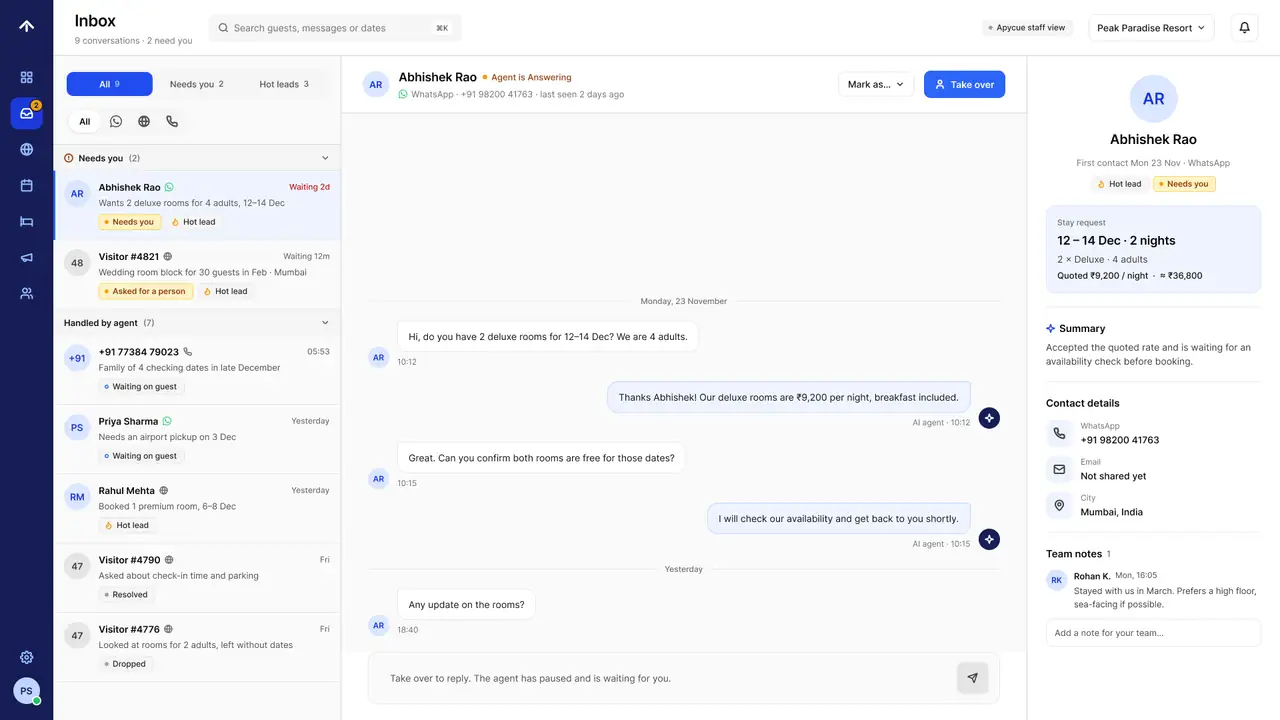 Inbox
9 conversations · 2 need you
Search guests, messages or dates
⌘K
Apycue staff view
Peak Paradise Resort
2
All 9
Needs you 2
Hot leads 3
All
Needs you (2)
AR
Abhishek Rao
Waiting 2d
Wants 2 deluxe rooms for 4 adults, 12–14 Dec
Needs you
Hot lead
48
Visitor #4821
Waiting 12m
Wedding room block for 30 guests in Feb · Mumbai
Asked for a person
Hot lead
Handled by agent (7)
+91
+91 77384 79023
05:53
Family of 4 checking dates in late December
Waiting on guest
PS
Priya Sharma
Yesterday
Needs an airport pickup on 3 Dec
Waiting on guest
RM
Rahul Mehta
Yesterday
Booked 1 premium room, 6–8 Dec
Hot lead
47
Visitor #4790
Fri
Asked about check-in time and parking
Resolved
47
Visitor #4776
Fri
Looked at rooms for 2 adults, left without dates
Dropped
PS
AR
Abhishek Rao
Agent is Answering
WhatsApp · +91 98200 41763 · last seen 2 days ago
Mark as...
Take over
Monday, 23 November
Hi, do you have 2 deluxe rooms for 12–14 Dec? We are 4 adults.
AR
10:12
Thanks Abhishek! Our deluxe rooms are ₹9,200 per night, breakfast included.
AI agent · 10:12
Great. Can you confirm both rooms are free for those dates?
AR
10:15
I will check our availability and get back to you shortly.
AI agent · 10:15
Yesterday
Any update on the rooms?
AR
18:40
Take over to reply. The agent has paused and is waiting for you.
AR
Abhishek Rao
First contact Mon 23 Nov · WhatsApp
Hot lead
Needs you
Stay request
12 – 14 Dec · 2 nights
2 × Deluxe · 4 adults
Quoted ₹9,200 / night · ≈ ₹36,800
Summary
Accepted the quoted rate and is waiting for an
availability check before booking.
Contact details
WhatsApp
+91 98200 41763
Email
Not shared yet
City
Mumbai, India
Team notes 1
RK
Rohan K. Mon, 16:05
Stayed with us in March. Prefers a high floor,
sea-facing if possible.
Add a note for your team...